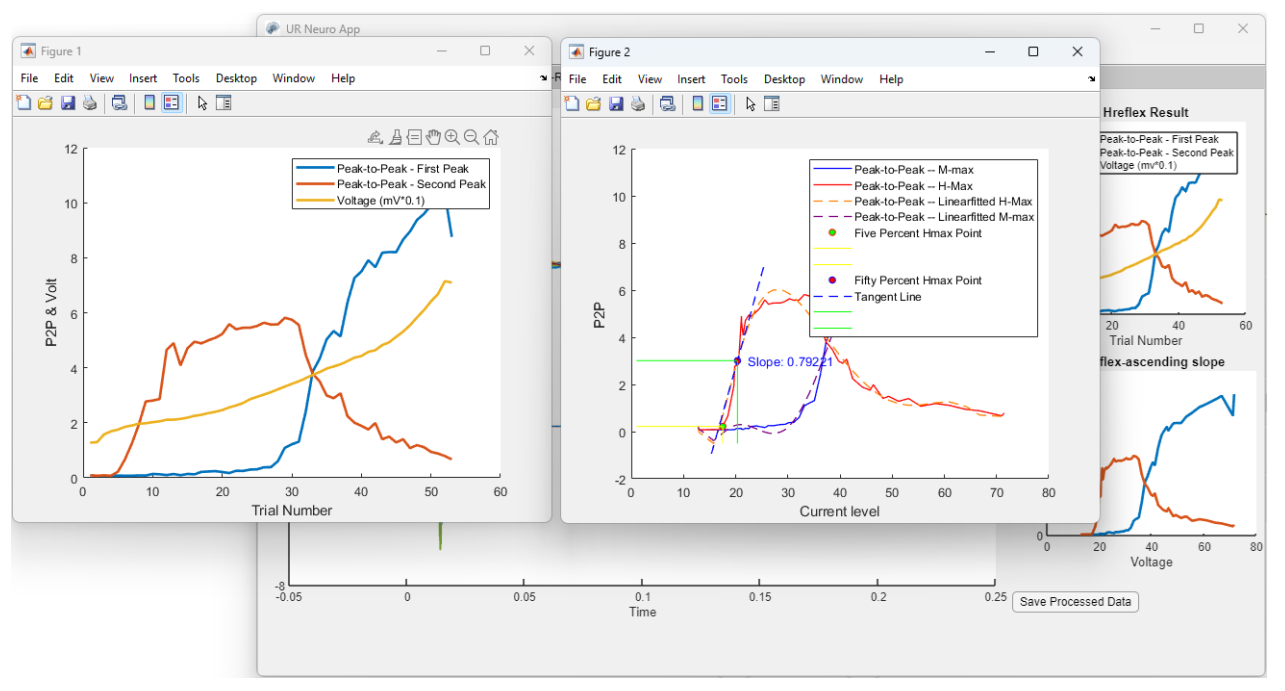 UR Neuro App
Figure 1
File Edit View Insert Tools Desktop Window Help
12
10
8
6
4
2
0
0 10 20 30 40 50 60
P2P & Volt
Trial Number
Peak-to-Peak - First Peak
Peak-to-Peak - Second Peak
Voltage (mV*0.1)
Figure 2
File Edit View Insert Tools Desktop Window Help
12
10
8
6
4
2
0
-2
0 10 20 30 40 50 60 70 80
P2P
Current level
Peak-to-Peak -- M-max
Peak-to-Peak -- H-Max
Peak-to-Peak -- Linearfitted H-Max
Peak-to-Peak -- Linearfitted M-max
Five Percent Hmax Point
Fifty Percent Hmax Point
Tangent Line
Slope: 0.79221
Hreflex Result
Peak-to-Peak - First Peak
Peak-to-Peak - Second Peak
Voltage (mv*0.1)
20 40 60
Trial Number
flex-ascending slope
0
0 20 40 60 80
Voltage
-8
-0.05 0 0.05 0.1 0.15 0.2 0.25
Time
Save Processed Data